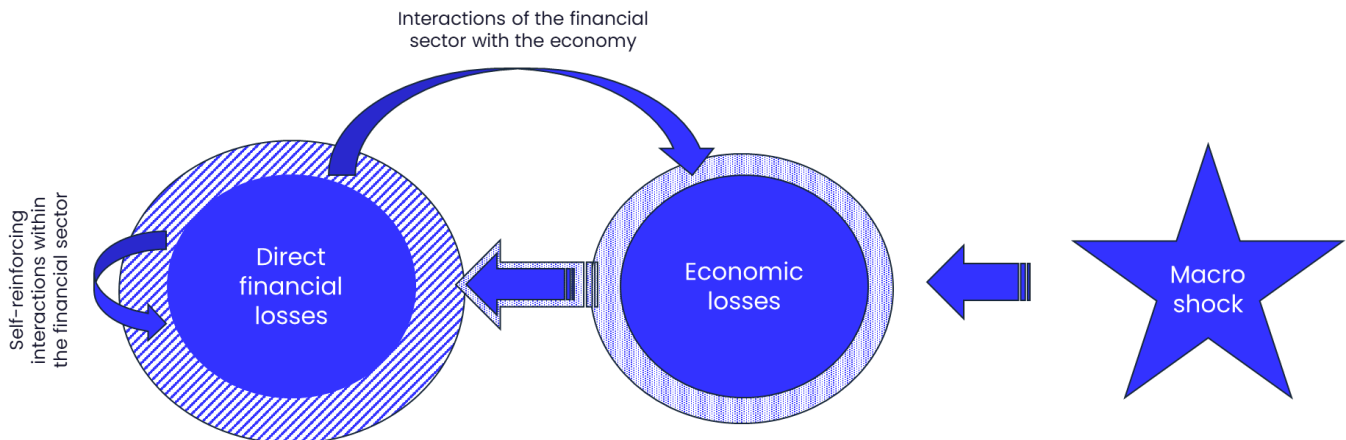 Interactions of the financial
sector with the economy
Self-reinforcing
interactions within
the financial sector
Direct
financial
losses
Economic
losses
Macro
shock